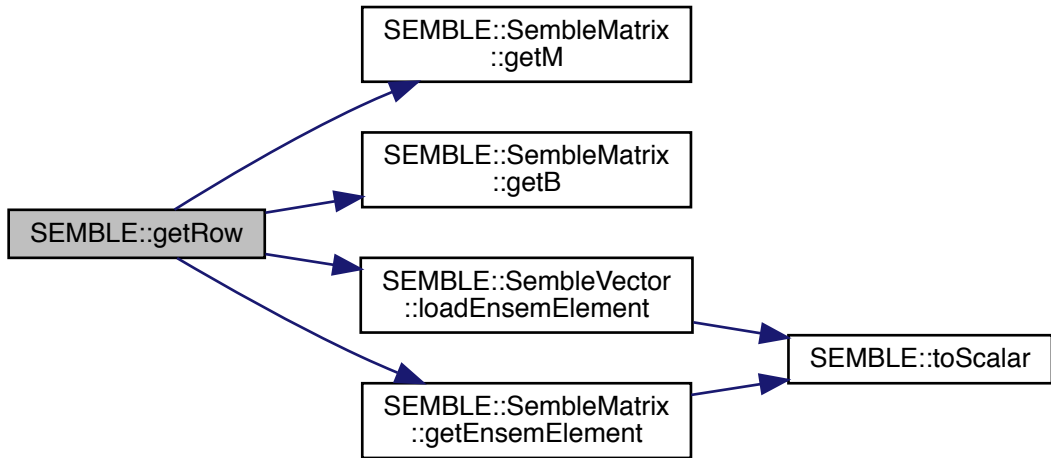 SEMBLE::SembleMatrix
::getM
SEMBLE::SembleMatrix
::getB
SEMBLE::getRow
SEMBLE::SembleVector
::loadEnsemElement
SEMBLE::toScalar
SEMBLE::SembleMatrix
::getEnsemElement